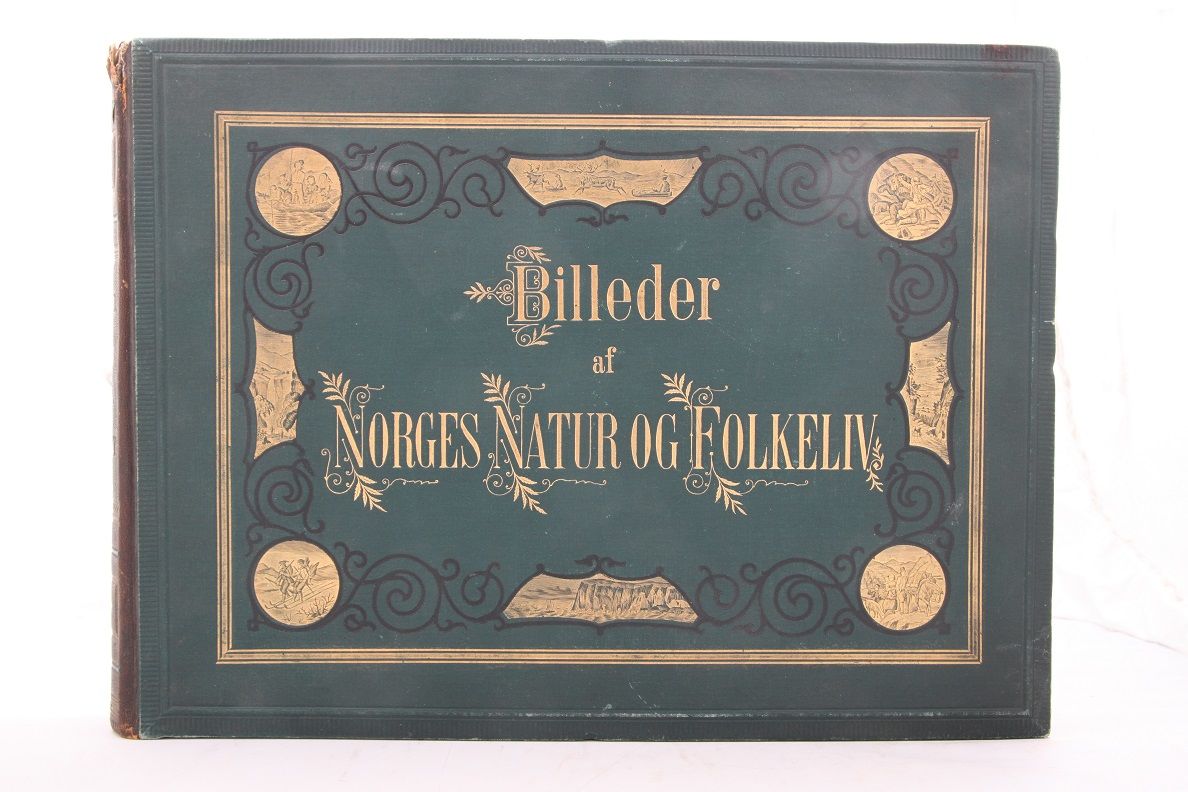 Billeder
af
NORGES NATUR OG FOLKELIV.